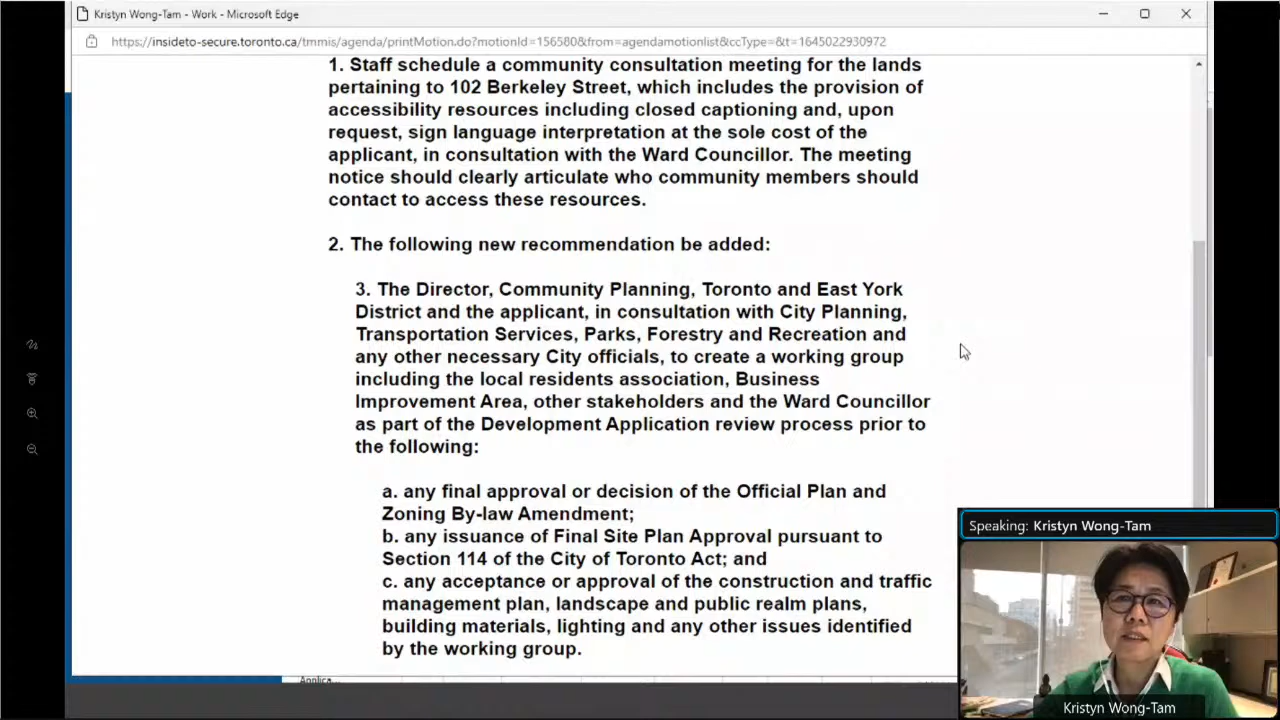 Kristyn Wong-Tam - Work - Microsoft Edge
https://insideto-secure.toronto.ca/tmmis/agenda/printMotion.do?motionId=156580&from=agendamotionlist&ccType=&t=1645022930972
1. Staff schedule a community consultation meeting for the lands
pertaining to 102 Berkeley Street, which includes the provision of
accessibility resources including closed captioning and, upon
request, sign language interpretation at the sole cost of the
applicant, in consultation with the Ward Councillor. The meeting
notice should clearly articulate who community members should
contact to access these resources.
2. The following new recommendation be added:
3. The Director, Community Planning, Toronto and East York
District and the applicant, in consultation with City Planning,
Transportation Services, Parks, Forestry and Recreation and
any other necessary City officials, to create a working group
including the local residents association, Business
Improvement Area, other stakeholders and the Ward Councillor
as part of the Development Application review process prior to
the following:
a. any final approval or decision of the Official Plan and
Zoning By-law Amendment;
b. any issuance of Final Site Plan Approval pursuant to
Section 114 of the City of Toronto Act; and
c. any acceptance or approval of the construction and traffic
management plan, landscape and public realm plans,
building materials, lighting and any other issues identified
by the working group.
Applica...
Speaking: Kristyn Wong-Tam
Kristyn Wong-Tam